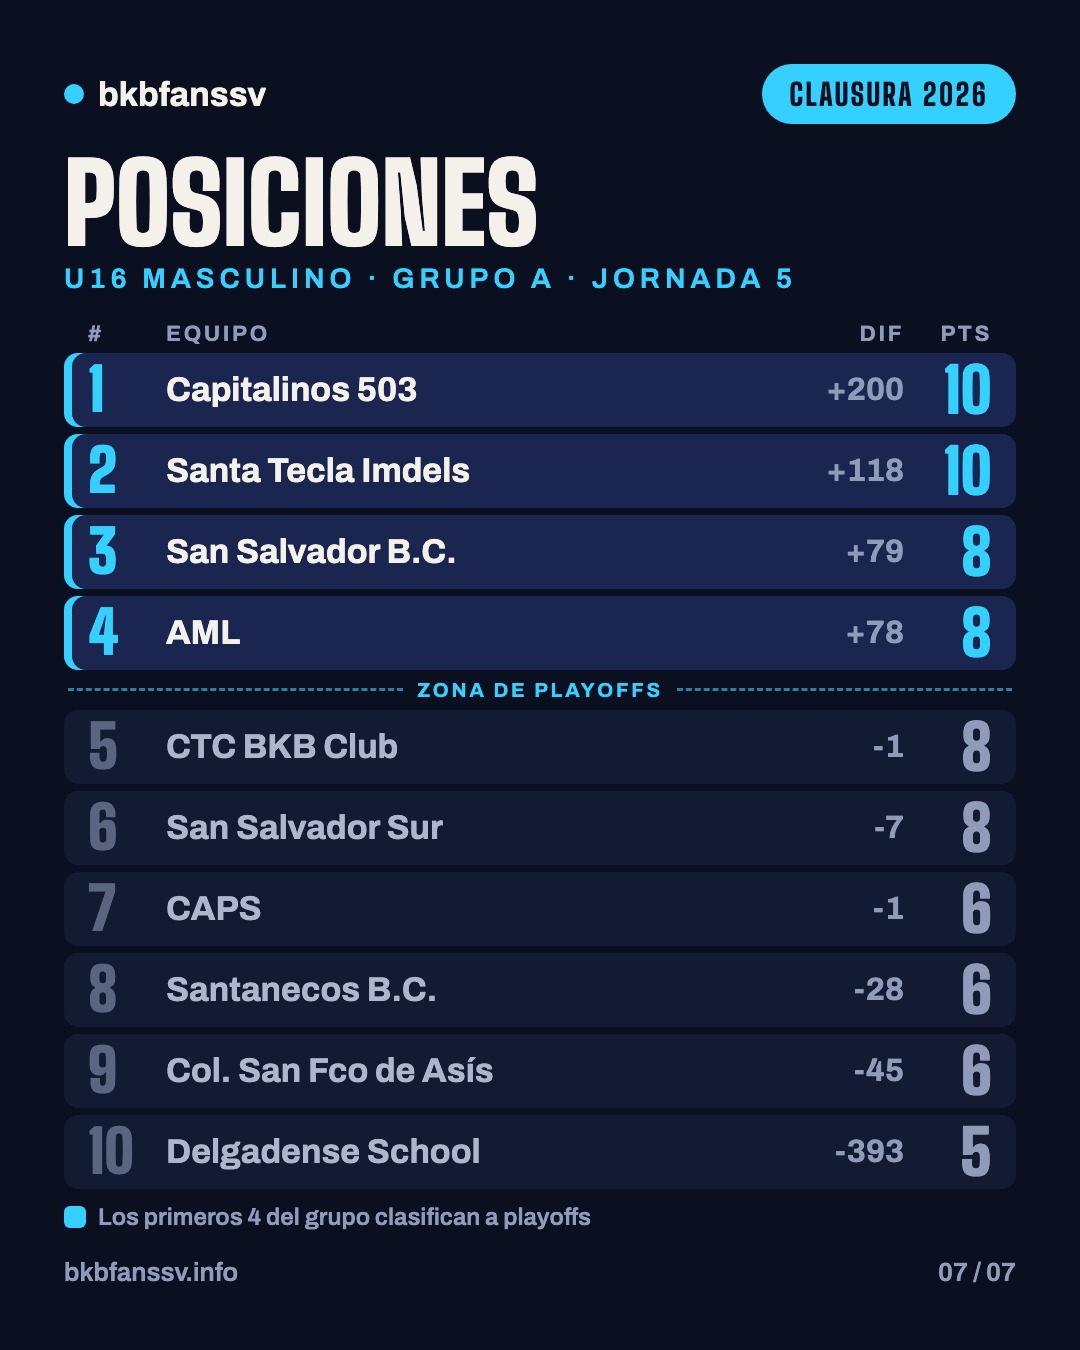 bkbfanssv
CLAUSURA 2026
POSICIONES
U16 MASCULINO · GRUPO A · JORNADA 5
# EQUIPO DIF PTS
1 Capitalinos 503 +200 10
2 Santa Tecla Imdels +118 10
3 San Salvador B.C. +79 8
4 AML +78 8
ZONA DE PLAYOFFS
5 CTC BKB Club -1 8
6 San Salvador Sur -7 8
7 CAPS -1 6
8 Santanecos B.C. -28 6
9 Col. San Fco de Asís -45 6
10 Delgadense School -393 5
Los primeros 4 del grupo clasifican a playoffs
bkbfanssv.info 07 / 07